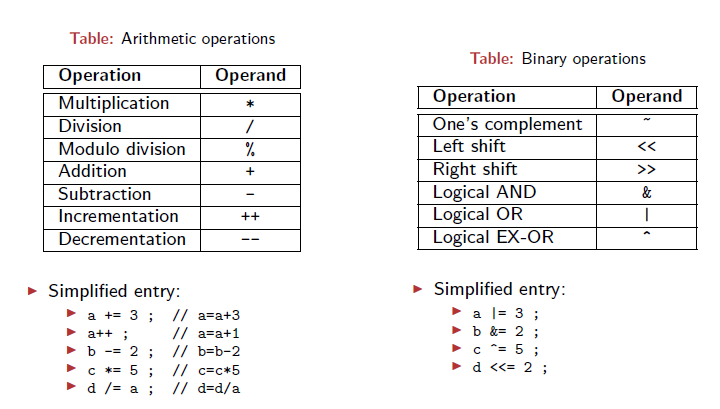 Table: Arithmetic operations
Operation Operand
Multiplication *
Division /
Modulo division %
Addition +
Subtraction -
Incrementation ++
Decrementation --
Simplified entry:
a += 3 ; // a=a+3
a++ ; // a=a+1
b -= 2 ; // b=b-2
c *= 5 ; // c=c*5
d /= a ; // d=d/a
Table: Binary operations
Operation Operand
One's complement ~
Left shift <<
Right shift >>
Logical AND &
Logical OR |
Logical EX-OR ^
Simplified entry:
a |= 3 ;
b &= 2 ;
c ^= 5 ;
d <<= 2 ;